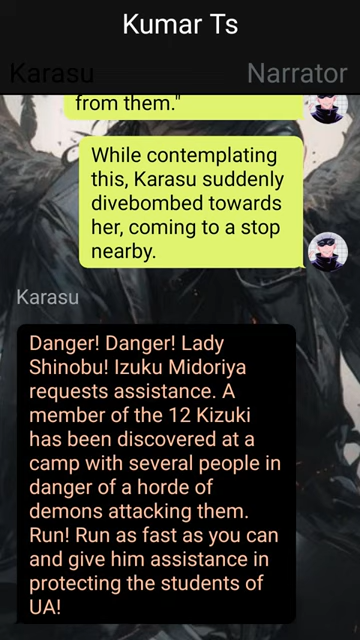 Kumar Ts
Karasu
Narrator
from them."
While contemplating
this, Karasu suddenly
divebombed towards
her, coming to a stop
nearby.
Karasu
Danger! Danger! Lady
Shinobu! Izuku Midoriya
requests assistance. A
member of the 12 Kizuki
has been discovered at a
camp with several people in
danger of a horde of
demons attacking them.
Run! Run as fast as you can
and give him assistance in
protecting the students of
UA!